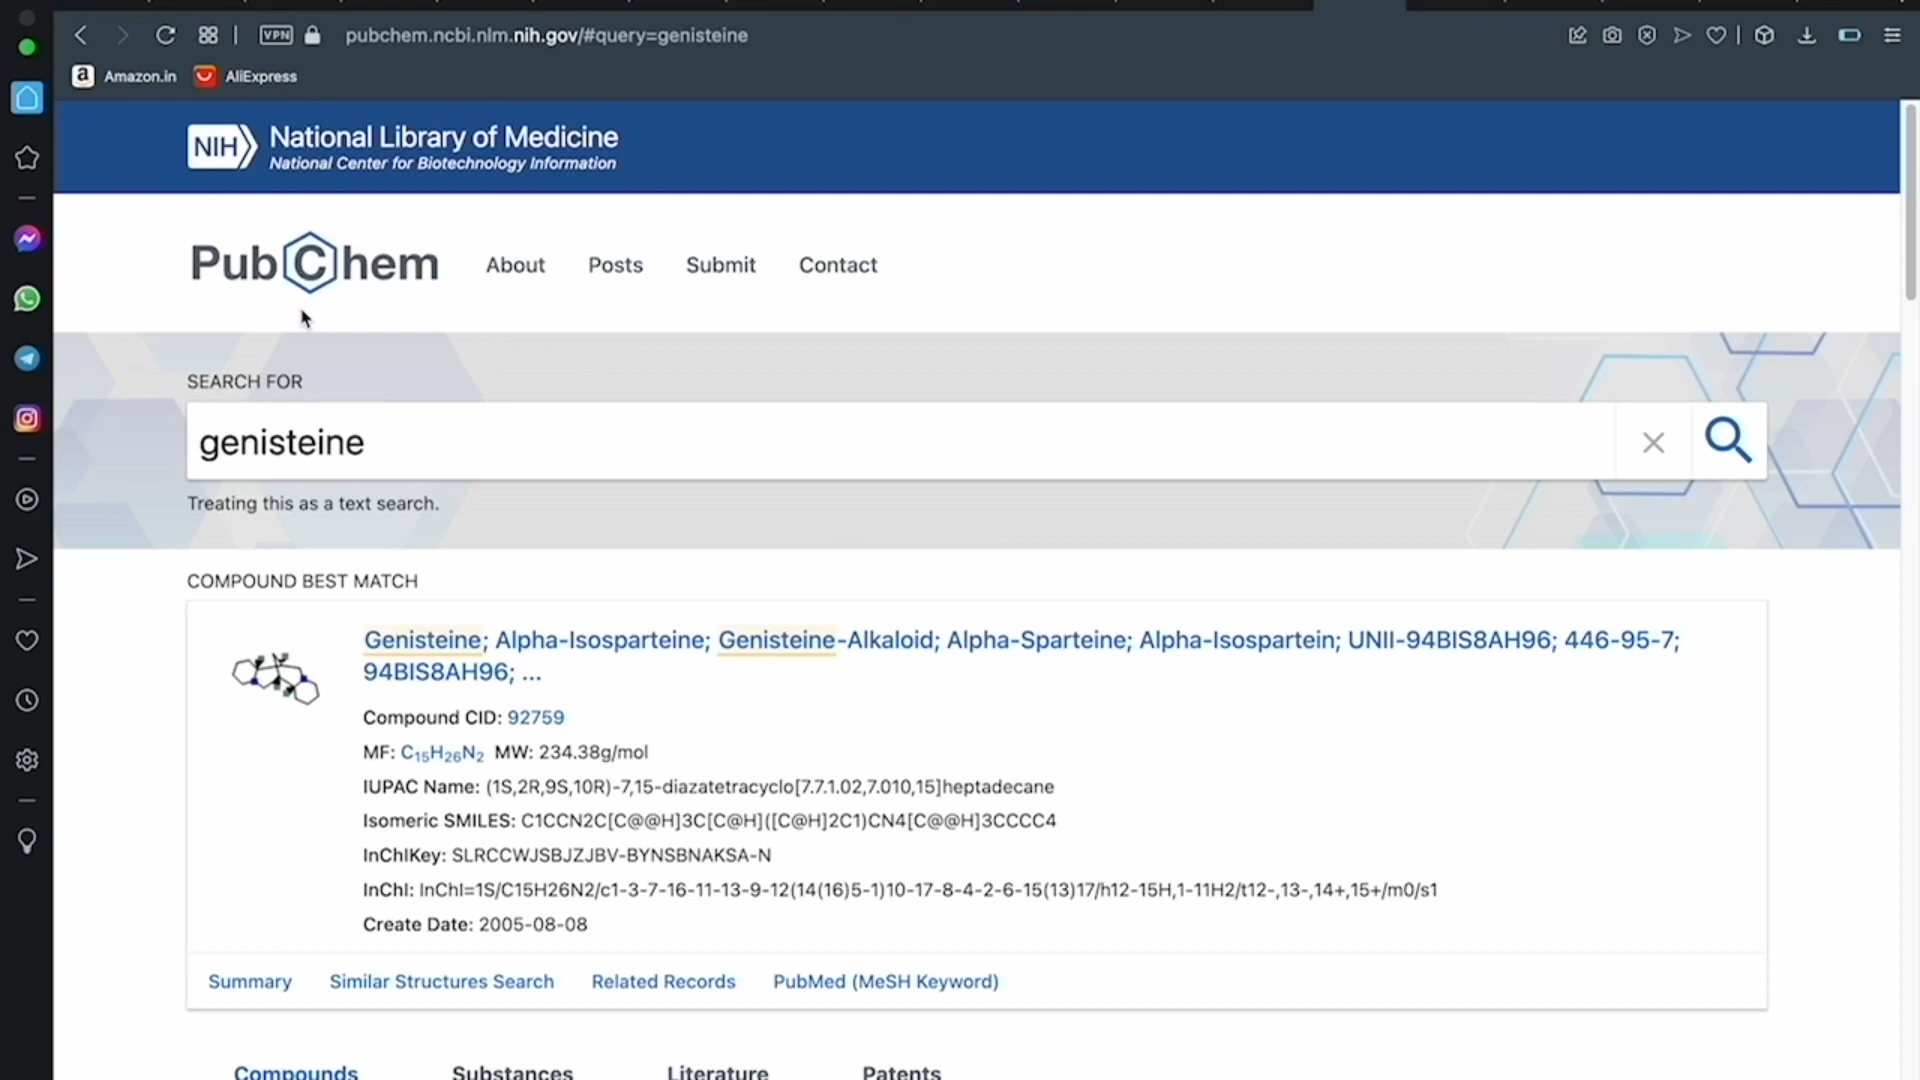 VPN pubchem.ncbi.nlm.nih.gov/#query=genisteine
a Amazon.in AliExpress
NIH National Library of Medicine
National Center for Biotechnology Information
PubChem About Posts Submit Contact
SEARCH FOR
genisteine
Treating this as a text search.
COMPOUND BEST MATCH
Genisteine; Alpha-Isosparteine; Genisteine-Alkaloid; Alpha-Sparteine; Alpha-Isospartein; UNII-94BIS8AH96; 446-95-7;
94BIS8AH96; ...
Compound CID: 92759
MF: C₁₅H₂₆N₂ MW: 234.38g/mol
IUPAC Name: (1S,2R,9S,10R)-7,15-diazatetracyclo[7.7.1.02,7.010,15]heptadecane
Isomeric SMILES: C1CCN2C[C@@H]3C[C@H]([C@H]2C1)CN4[C@@H]3CCCC4
InChIKey: SLRCCWJSBJZJBV-BYNSBNAKSA-N
InChI: InChI=1S/C15H26N2/c1-3-7-16-11-13-9-12(14(16)5-1)10-17-8-4-2-6-15(13)17/h12-15H,1-11H2/t12-,13-,14+,15+/m0/s1
Create Date: 2005-08-08
Summary Similar Structures Search Related Records PubMed (MeSH Keyword)
Compounds Substances Literature Patents